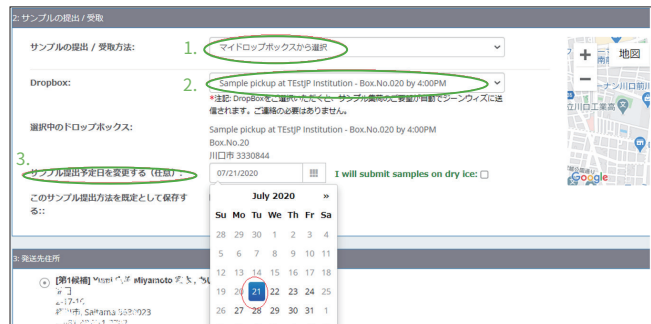 2: サンプルの提出 / 受取
サンプルの提出 / 受取方法:
1.
マイドロップボックスから選択
Dropbox:
2.
Sample pickup at TEstJP Institution - Box.No.020 by 4:00PM
*注記: DropBoxをご選択いただくと、サンプル集荷のご要望が自動でジーンウィズに送
信されます。ご連絡の必要はありません。
選択中のドロップボックス:
Sample pickup at TEstJP Institution - Box.No.020 by 4:00PM
Box.No.20
川口市 3330844
3.
サンプル提出予定日を変更する（任意）:
07/21/2020
I will submit samples on dry ice:
このサンプル提出方法を既定として保存す
る::
July 2020 »
Su Mo Tu We Th Fr Sa
28 29 30 1 2 3 4
5 6 7 8 9 10 11
12 13 14 15 16 17 18
19 20 21 22 23 24 25
26 27 28 29 30 31 1
+
−
地図
立川口工業高
Google
3: 発送先住所
[第1候補]
Miyamoto
Saitama